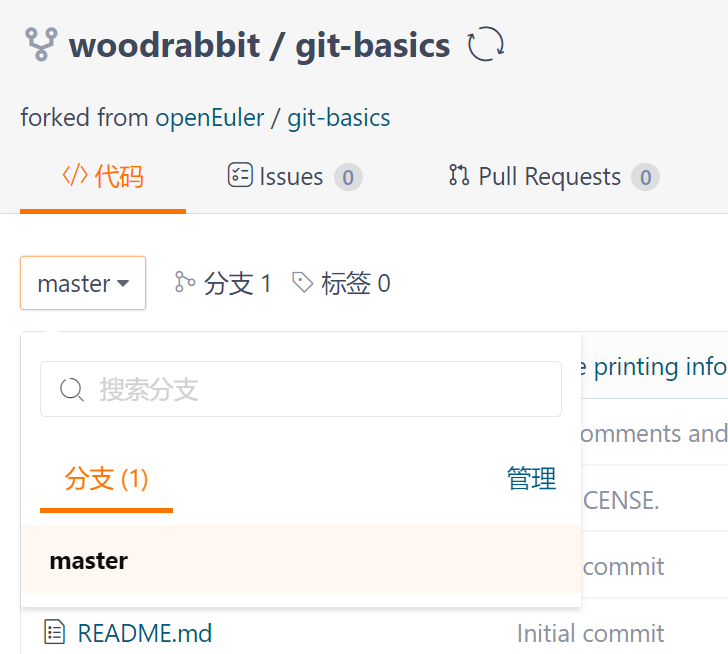 woodrabbit / git-basics
forked from openEuler / git-basics
</> 代码 Issues 0 Pull Requests 0
master 分支 1 标签 0
printing info
搜索分支
and
分支 (1) 管理
master
commit
README.md Initial commit